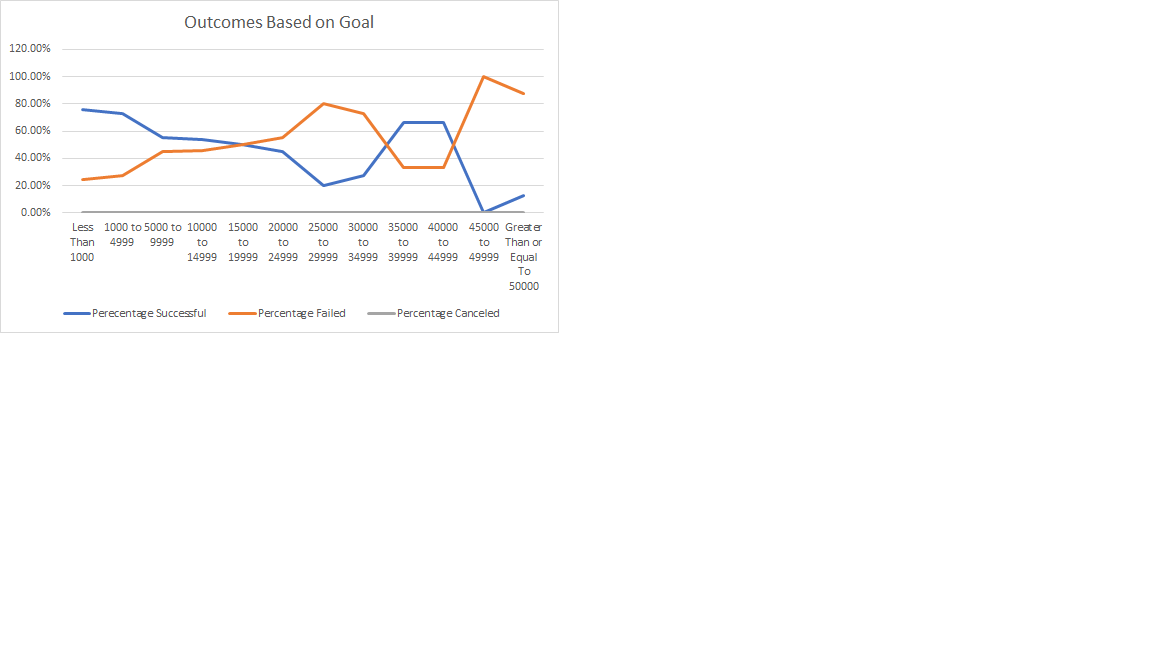 Outcomes Based on Goal
120.00%
100.00%
80.00%
60.00%
40.00%
20.00%
0.00%
Less Than 1000
1000 to 4999
5000 to 9999
10000 to 14999
15000 to 19999
20000 to 24999
25000 to 29999
30000 to 34999
35000 to 39999
40000 to 44999
45000 to 49999
Greater Than or Equal To 50000
Perecentage Successful
Percentage Failed
Percentage Canceled